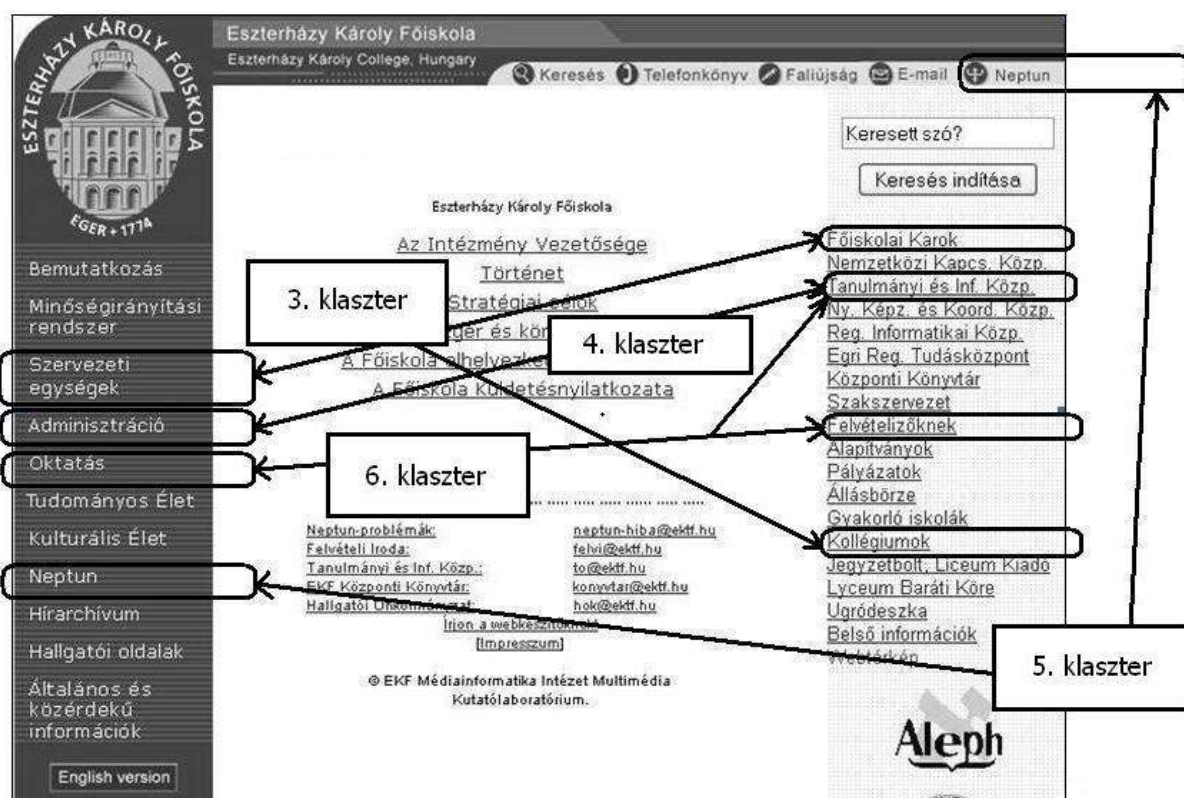 ESZTERHÁZY KÁROLY FŐISKOLA
EGER • 1774
Eszterházy Károly Főiskola
Eszterházy Károly College, Hungary
Keresés Telefonkönyv Faliújság E-mail Neptun
Bemutatkozás
Minőségirányítási
rendszer
Szervezeti
egységek
Adminisztráció
Oktatás
Tudományos Élet
Kulturális Élet
Neptun
Hírarchívum
Hallgatói oldalak
Általános és
közérdekű
információk
English version
Eszterházy Károly Főiskola
Az Intézmény Vezetősége
Történet
Stratégiai célok
3. klaster
4. klaszter
A Főiskola
A Főiskola Küldetésnyilatkozata
6. klaszter
Neptun-problémák: neptun-hiba@ektf.hu
Felvételi Iroda: felvi@ektf.hu
Tanulmányi és Inf. Közp.: to@ektf.hu
EKF Központi Könyvtár: konyvtar@ektf.hu
Hallgatói Önkormányzat: hok@ektf.hu
Írjon a webkészítőknek!
[Impresszum]
© EKF Médiainformatika Intézet Multimédia
Kutatólaboratórium.
Keresett szó?
Keresés indítása
Főiskolai Karok
Nemzetközi Kapcs. Közp.
Tanulmányi és Inf. Közp.
Ny. Képz. és Koord. Közp.
Reg. Informatikai Közp.
Egri Reg. Tudásközpont
Központi Könyvtár
Szakszervezet
Felvételizőknek
Alapítványok
Pályázatok
Állásbörze
Gyakorló iskolák
Kollégiumok
Jegyzetbolt, Líceum Kiadó
Lyceum Baráti Köre
Ugródeszka
Belső információk
Webtérkép
5. klaszter
Aleph